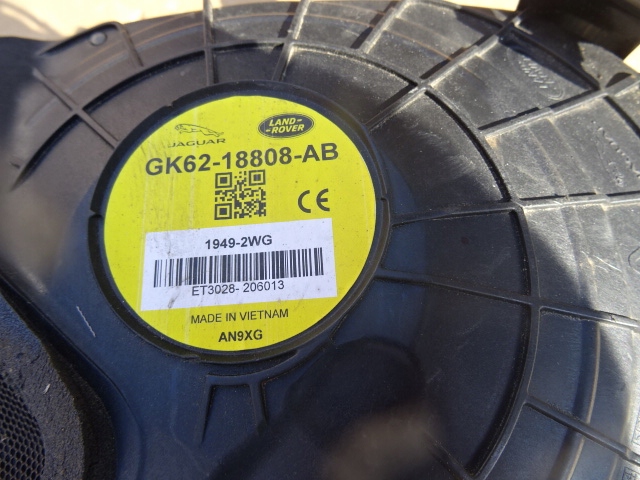 JAGUAR
LAND-
ROVER
GK62-18808-AB
CE
1949-2WG
ET3028- 206013
MADE IN VIETNAM
AN9XG